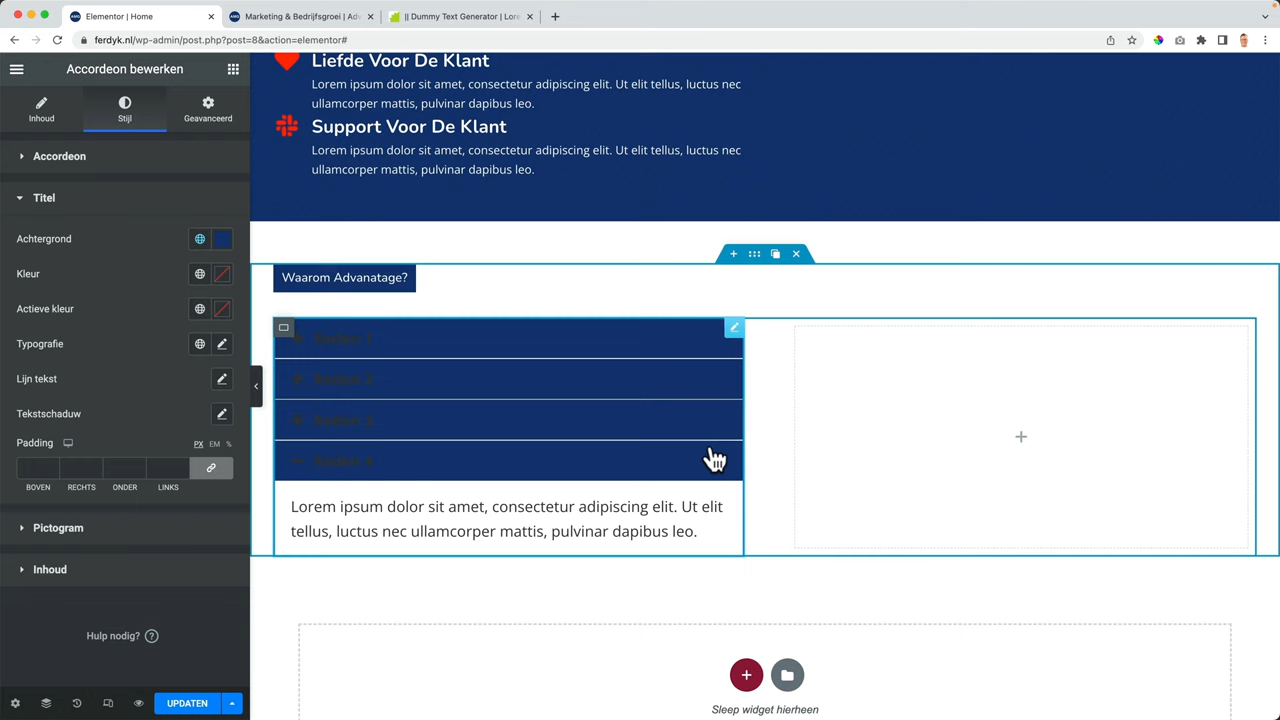 Elementor | Home
Marketing & Bedrijfsgroei | Adv
|| Dummy Text Generator | Lore
ferdyk.nl/wp-admin/post.php?post=8&action=elementor#
Accordeon bewerken
Inhoud
Stijl
Geavanceerd
Accordeon
Titel
Achtergrond
Kleur
Actieve kleur
Typografie
Lijn tekst
Tekstschaduw
Padding
PX EM %
BOVEN RECHTS ONDER LINKS
Pictogram
Inhoud
Hulp nodig?
UPDATEN
Liefde Voor De Klant
Lorem ipsum dolor sit amet, consectetur adipiscing elit. Ut elit tellus, luctus nec
ullamcorper mattis, pulvinar dapibus leo.
Support Voor De Klant
Lorem ipsum dolor sit amet, consectetur adipiscing elit. Ut elit tellus, luctus nec
ullamcorper mattis, pulvinar dapibus leo.
Waarom Advanatage?
Lorem ipsum dolor sit amet, consectetur adipiscing elit. Ut elit
tellus, luctus nec ullamcorper mattis, pulvinar dapibus leo.
Sleep widget hierheen